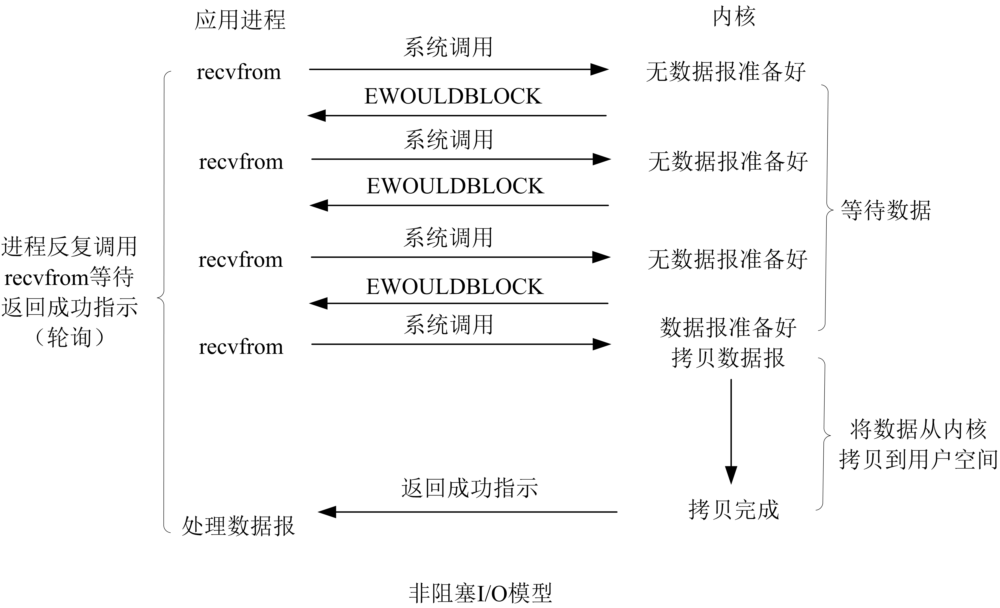 应用进程
内核
系统调用
recvfrom
无数据报准备好
EWOULDBLOCK
系统调用
recvfrom
无数据报准备好
EWOULDBLOCK
等待数据
系统调用
recvfrom
无数据报准备好
EWOULDBLOCK
进程反复调用
recvfrom等待
返回成功指示
（轮询）
系统调用
recvfrom
数据报准备好
拷贝数据报
将数据从内核
拷贝到用户空间
返回成功指示
拷贝完成
处理数据报
非阻塞I/O模型